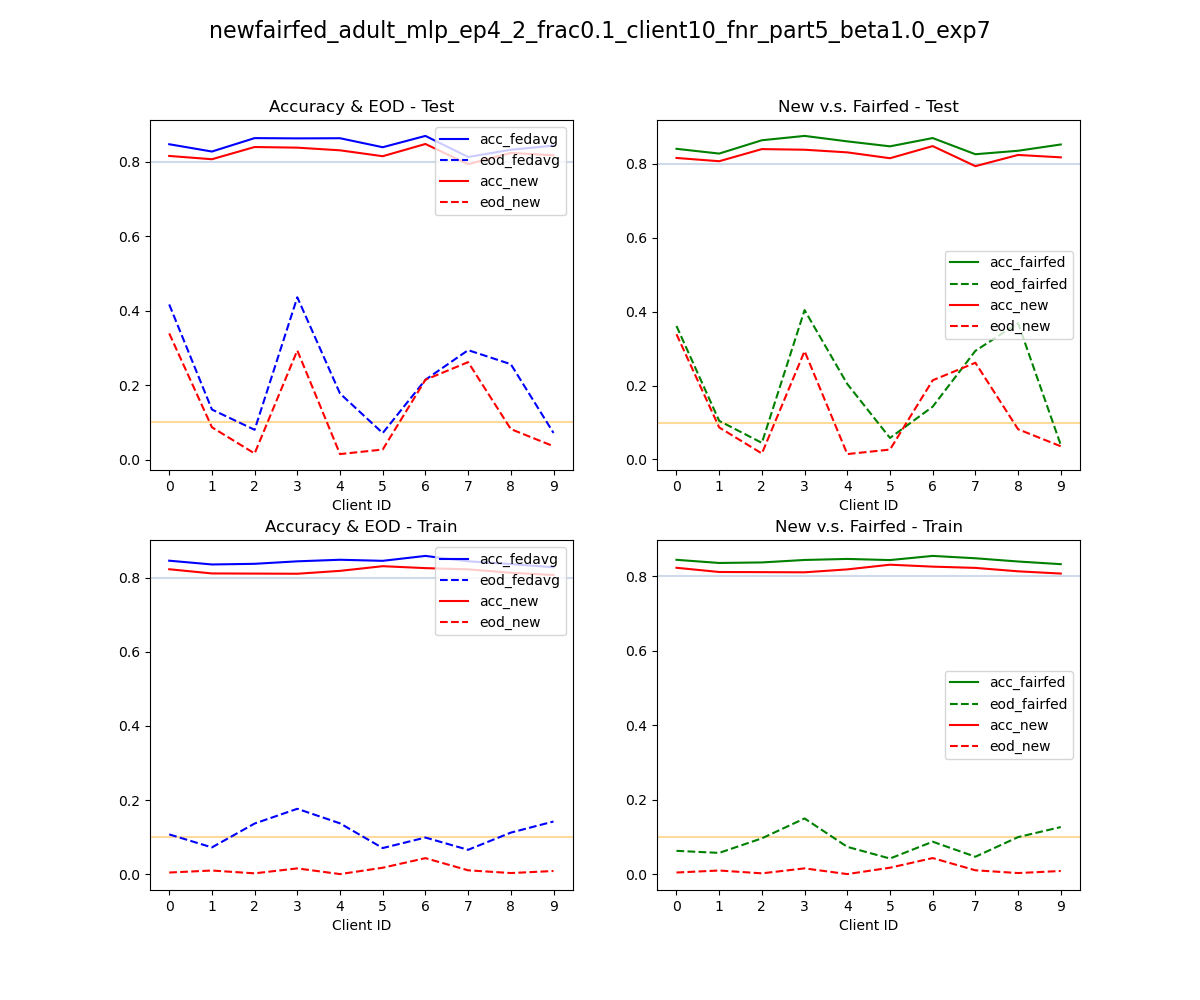 newfairfed_adult_mlp_ep4_2_frac0.1_client10_fnr_part5_beta1.0_exp7
Accuracy & EOD - Test
0.8
0.6
0.4
0.2
0.0
acc_fedavg
eod_fedavg
acc_new
eod_new
0 1 2 3 4 5 6 7 8 9
Client ID
New v.s. Fairfed - Test
0.8
0.6
0.4
0.2
0.0
acc_fairfed
eod_fairfed
acc_new
eod_new
0 1 2 3 4 5 6 7 8 9
Client ID
Accuracy & EOD - Train
0.8
0.6
0.4
0.2
0.0
acc_fedavg
eod_fedavg
acc_new
eod_new
0 1 2 3 4 5 6 7 8 9
Client ID
New v.s. Fairfed - Train
0.8
0.6
0.4
0.2
0.0
acc_fairfed
eod_fairfed
acc_new
eod_new
0 1 2 3 4 5 6 7 8 9
Client ID